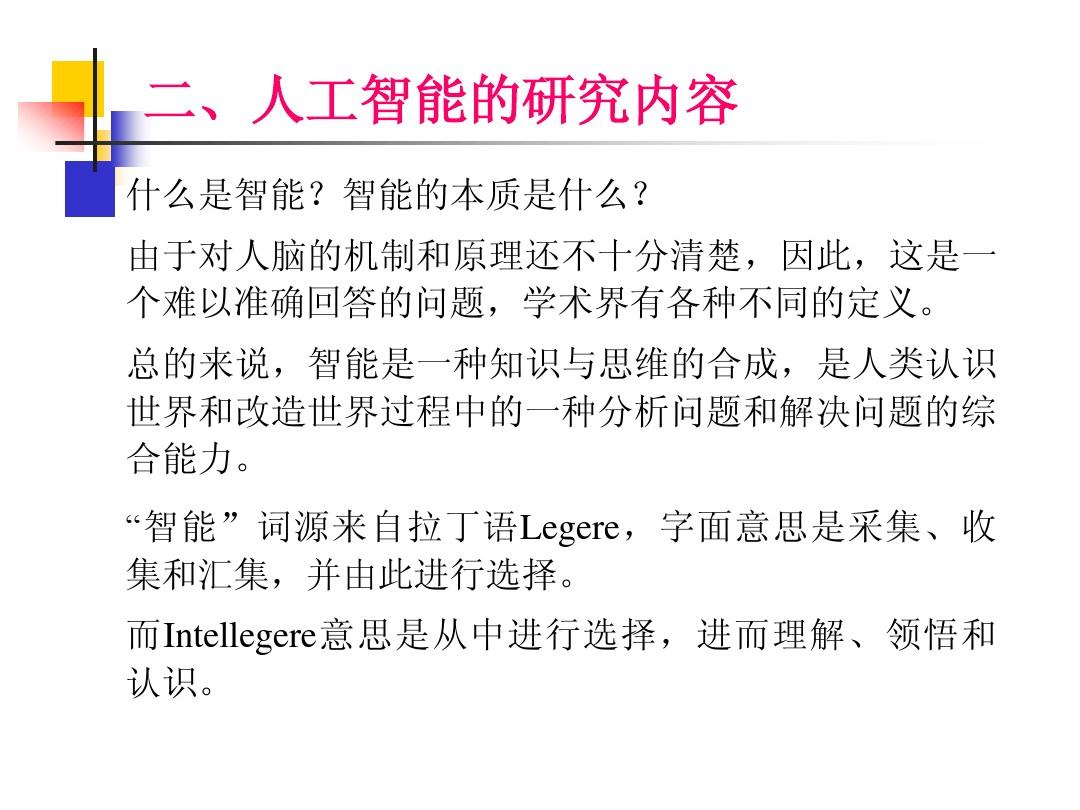 二、人工智能的研究内容
什么是智能？智能的本质是什么？
由于对人脑的机制和原理还不十分清楚，因此，这是一
个难以准确回答的问题，学术界有各种不同的定义。
总的来说，智能是一种知识与思维的合成，是人类认识
世界和改造世界过程中的一种分析问题和解决问题的综
合能力。
“智能”词源来自拉丁语Legere，字面意思是采集、收
集和汇集，并由此进行选择。
而Intellegere意思是从中进行选择，进而理解、领悟和
认识。